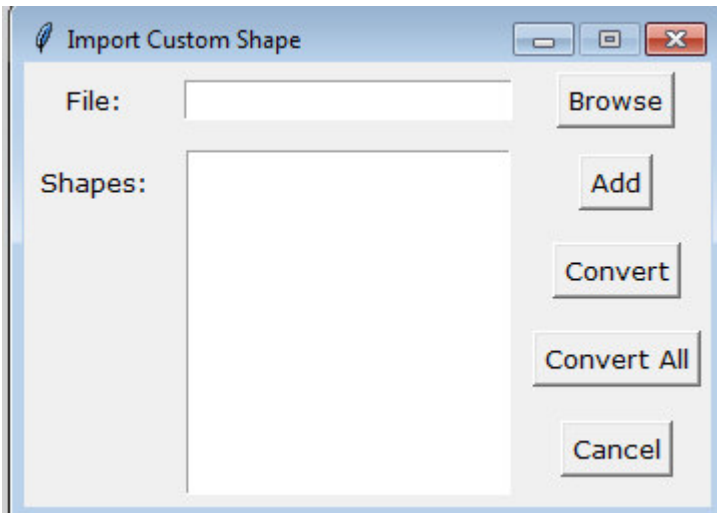 Import Custom Shape
File:
Browse
Shapes:
Add
Convert
Convert All
Cancel